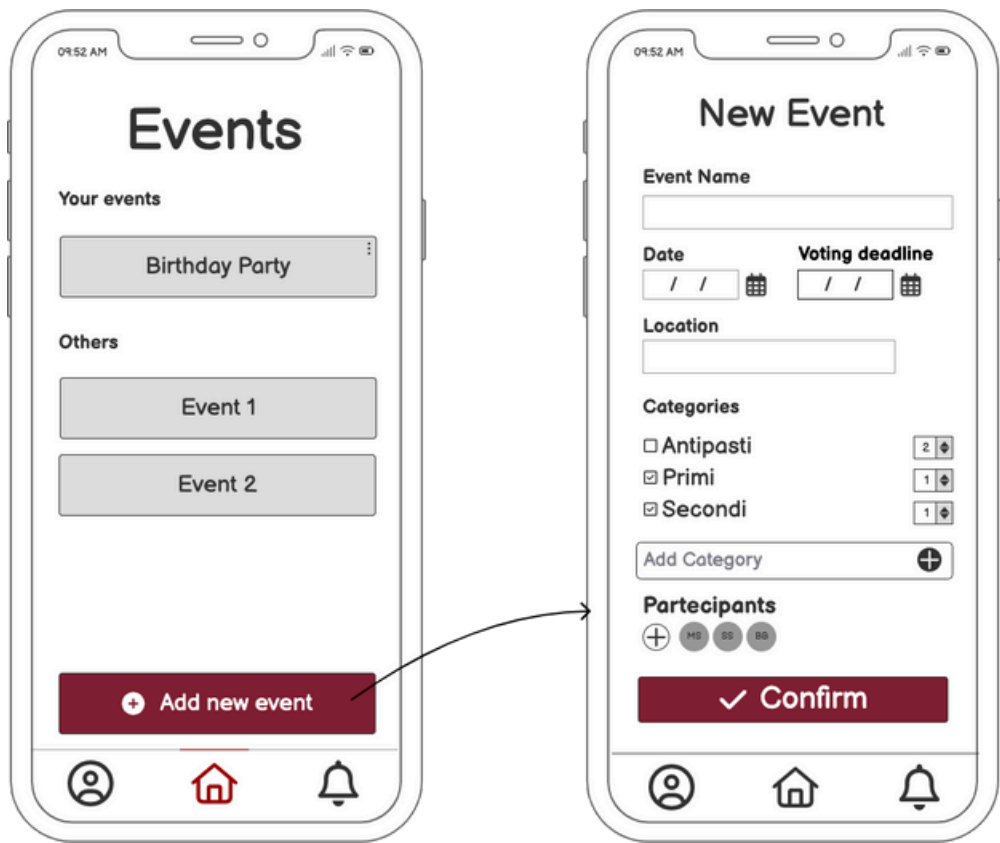 09:52 AM
Events
Your events
Birthday Party
Others
Event 1
Event 2
Add new event
09:52 AM
New Event
Event Name
Date Voting deadline
/ / / /
Location
Categories
Antipasti 2
Primi 1
Secondi 1
Add Category
Partecipants
MS SS BB
Confirm